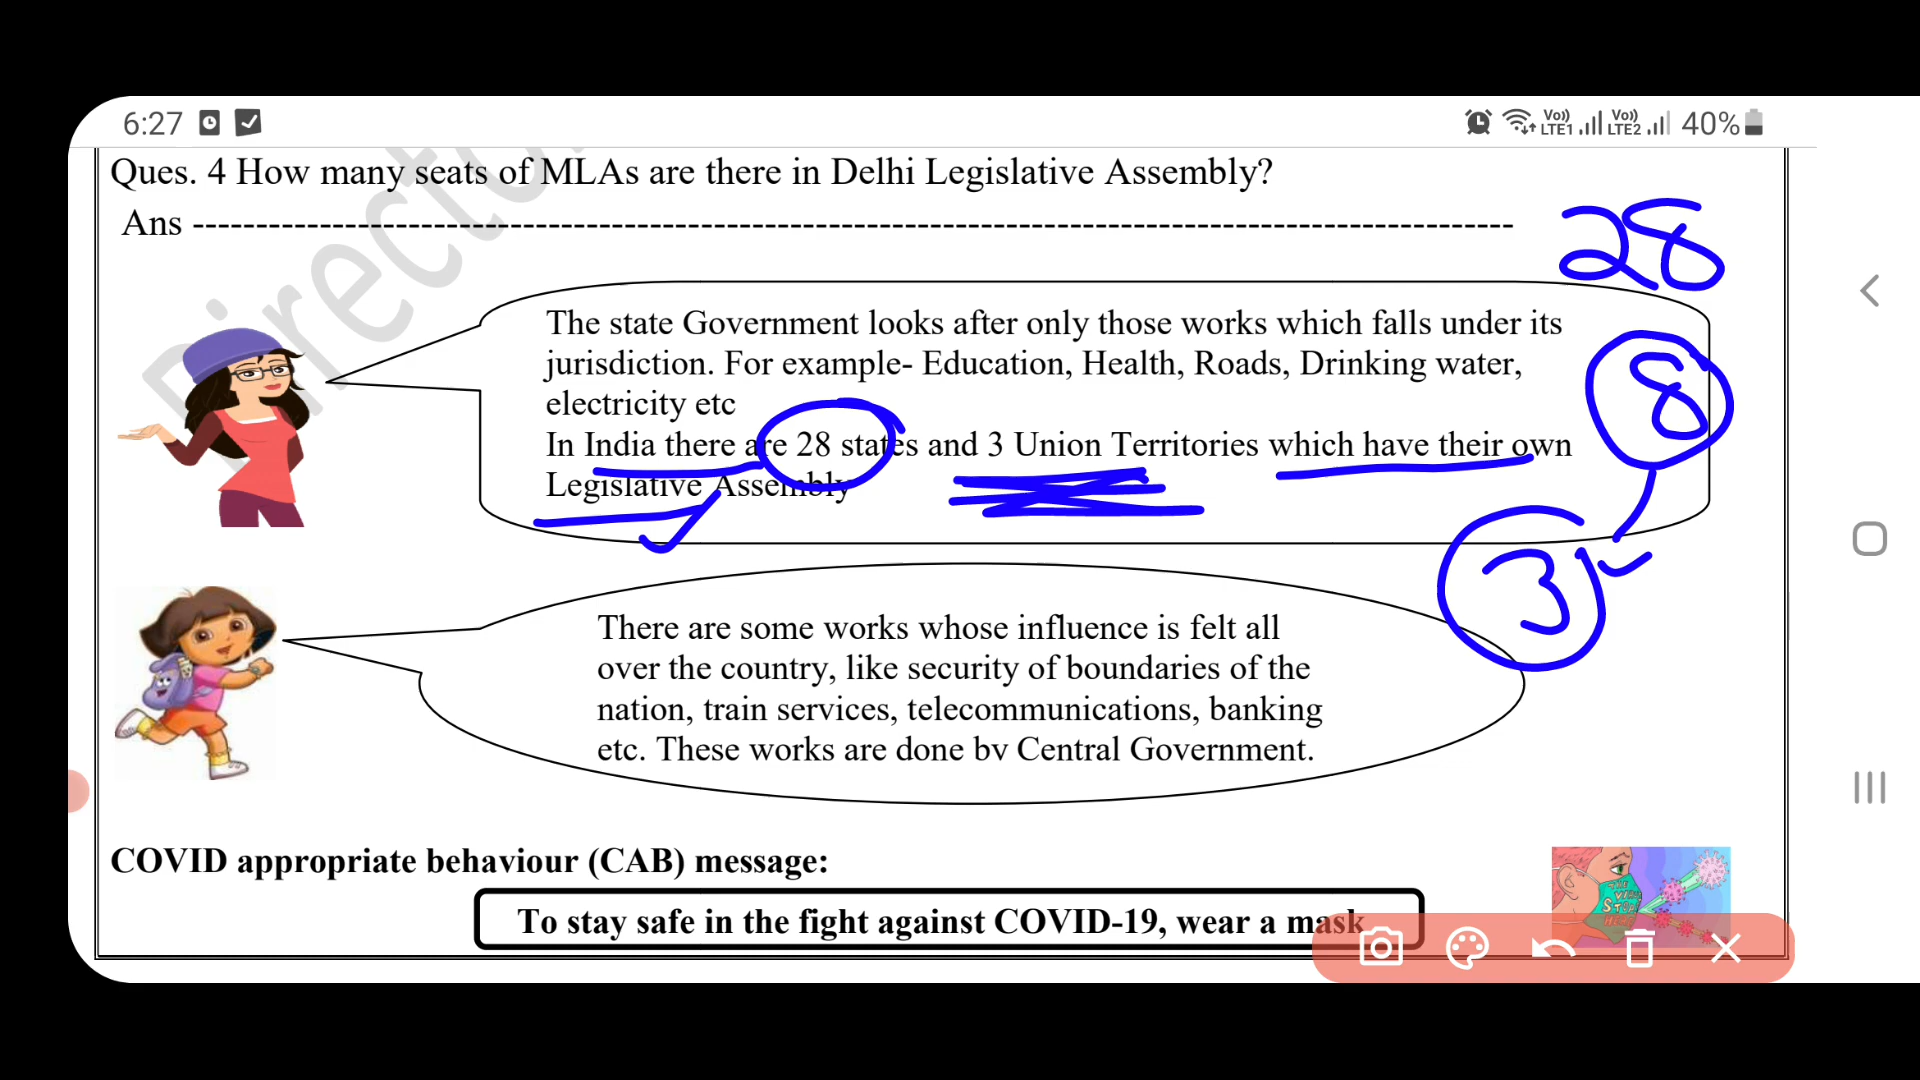 6:27 Vo)) LTE1 Vo)) LTE2 40%
Ques. 4 How many seats of MLAs are there in Delhi Legislative Assembly?
Ans ----------------------------------------------------------------------------------------------------------
28
The state Government looks after only those works which falls under its
jurisdiction. For example- Education, Health, Roads, Drinking water,
electricity etc
In India there are 28 states and 3 Union Territories which have their own
Legislative Assembly
8
3
There are some works whose influence is felt all
over the country, like security of boundaries of the
nation, train services, telecommunications, banking
etc. These works are done by Central Government.
COVID appropriate behaviour (CAB) message:
To stay safe in the fight against COVID-19, wear a mask